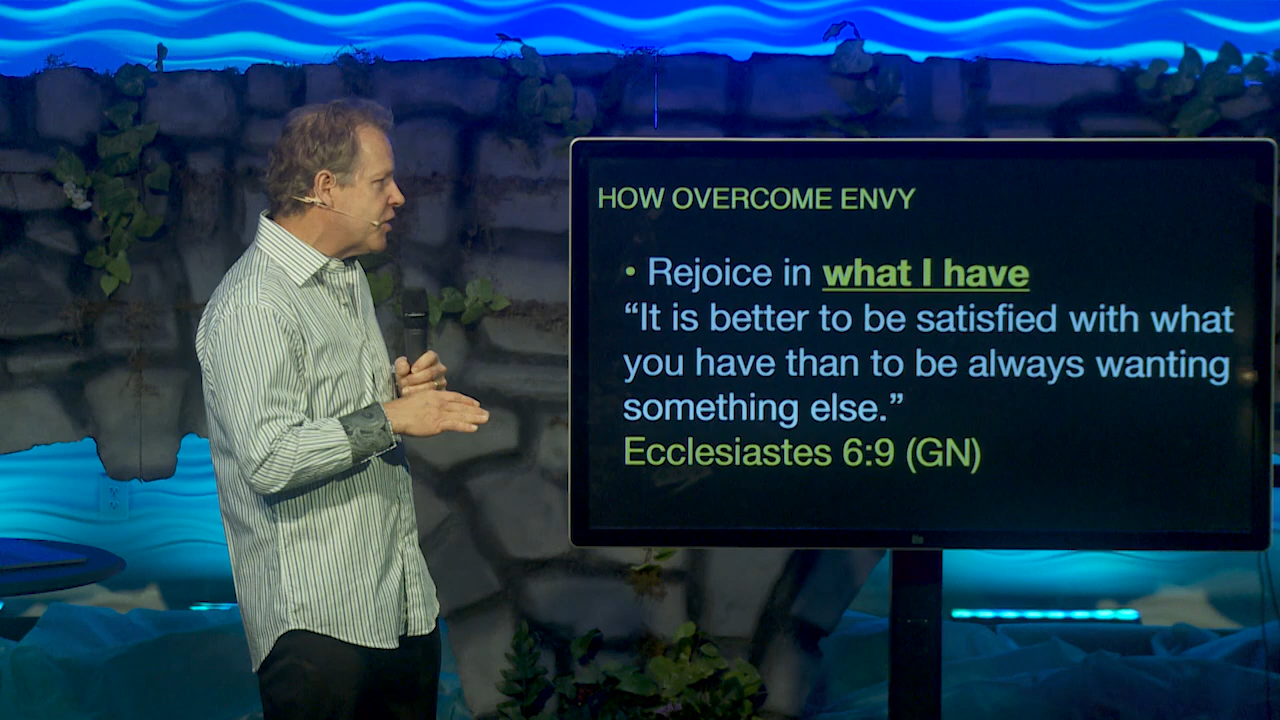 HOW OVERCOME ENVY
• Rejoice in what I have
“It is better to be satisfied with what
you have than to be always wanting
something else.”
Ecclesiastes 6:9 (GN)